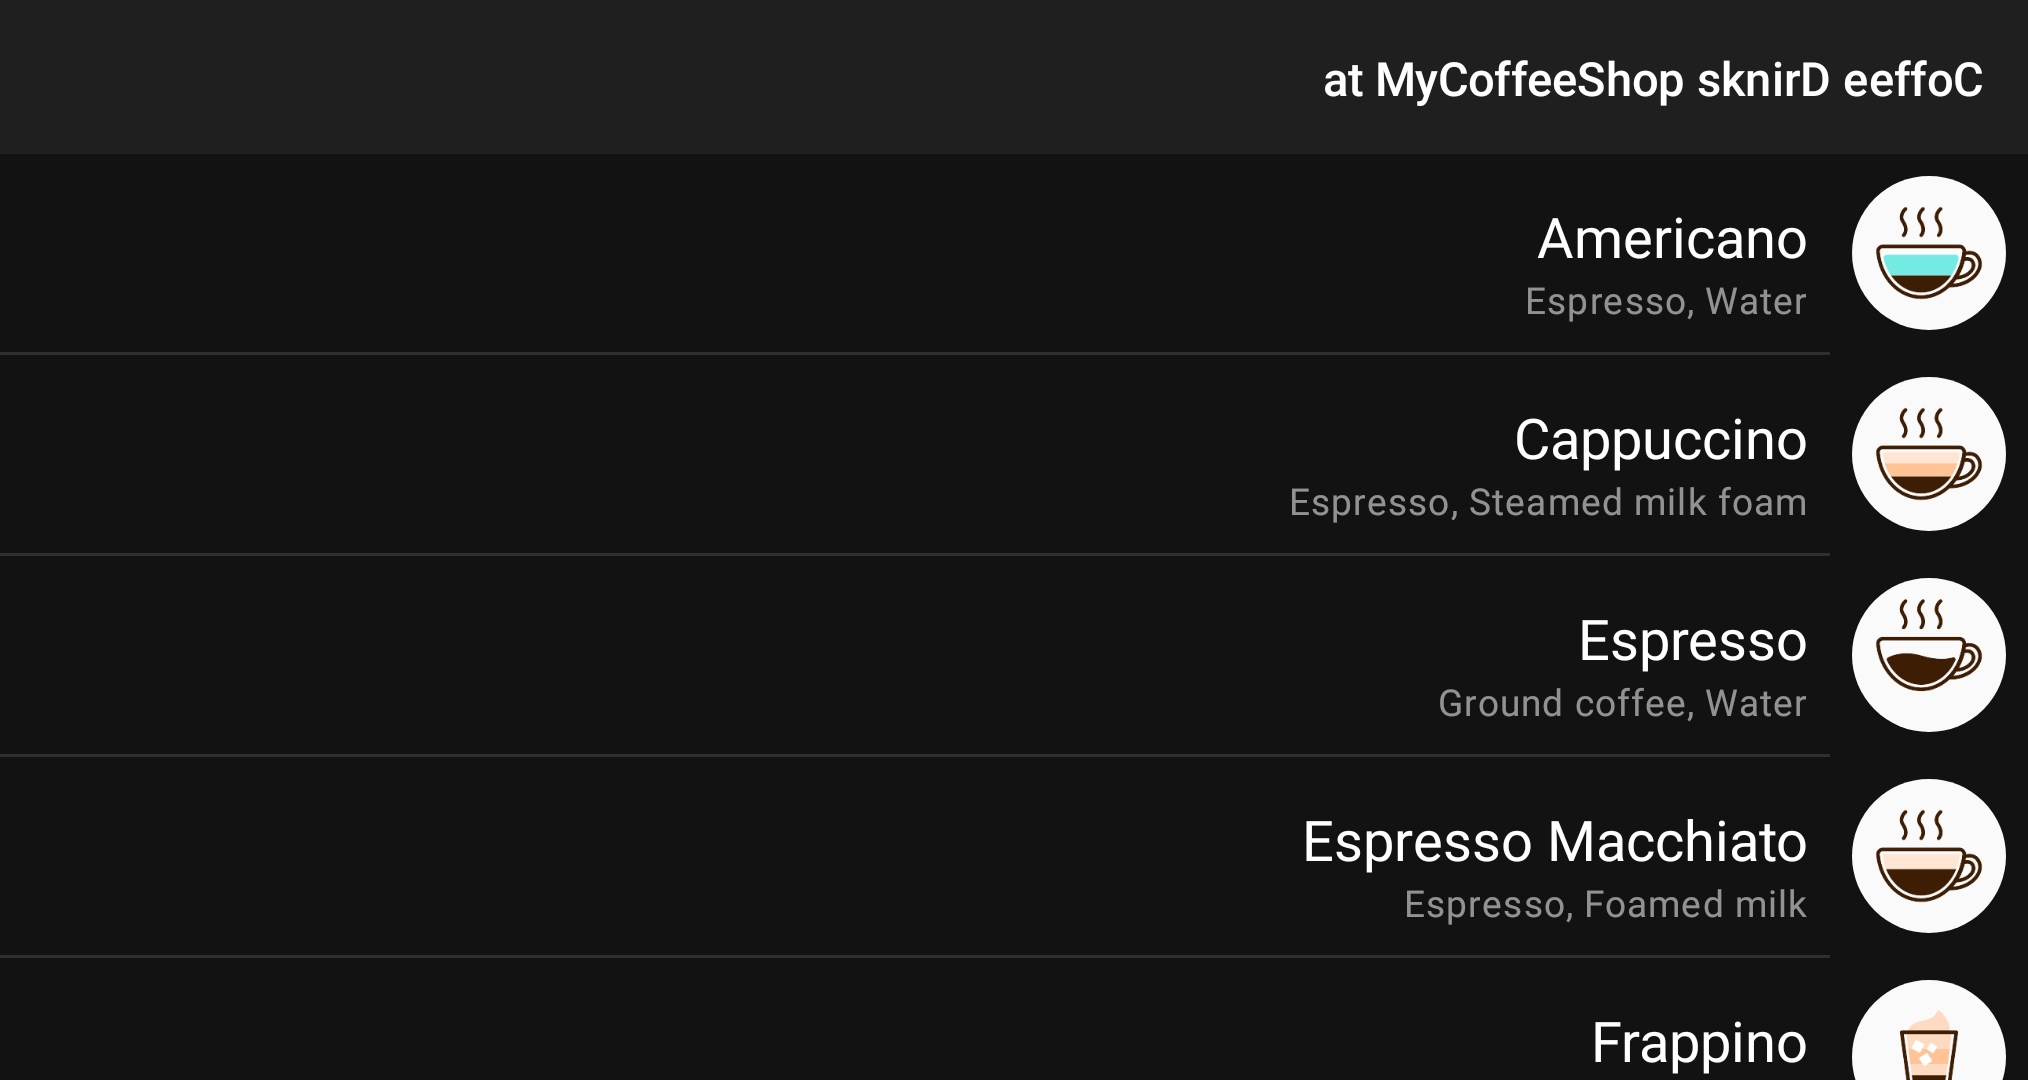 at MyCoffeeShop sknirD eeffoC
Americano
Espresso, Water
Cappuccino
Espresso, Steamed milk foam
Espresso
Ground coffee, Water
Espresso Macchiato
Espresso, Foamed milk
Frappino